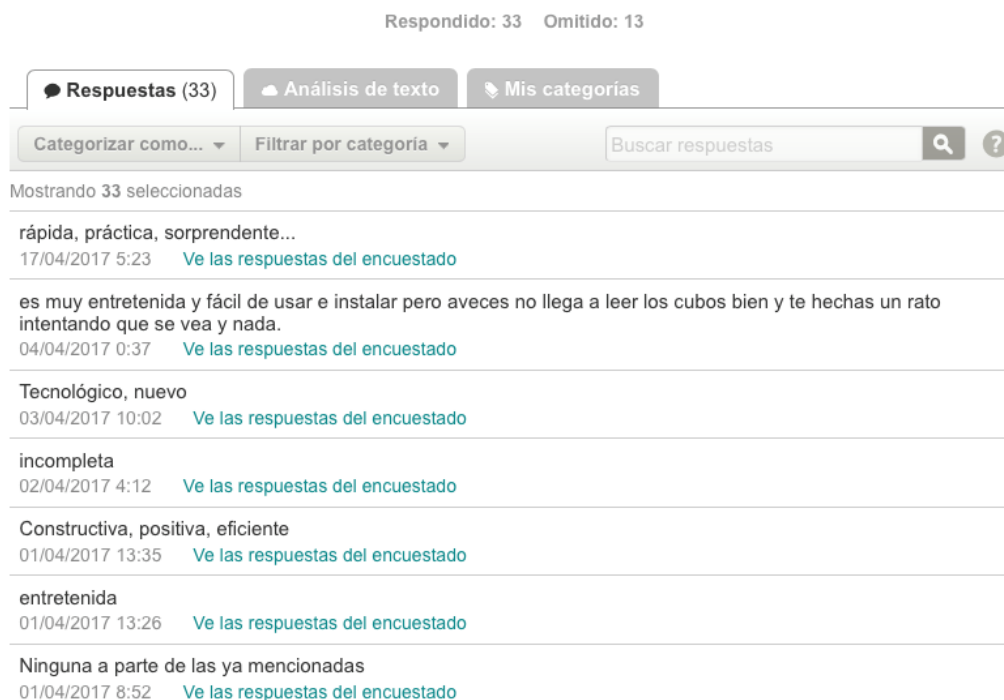 Respondido: 33 Omitido: 13
Respuestas (33) Análisis de texto Mis categorías
Categorizar como... Filtrar por categoría Buscar respuestas ?
Mostrando 33 seleccionadas
rápida, práctica, sorprendente...
17/04/2017 5:23 Ve las respuestas del encuestado
es muy entretenida y fácil de usar e instalar pero aveces no llega a leer los cubos bien y te hechas un rato
intentando que se vea y nada.
04/04/2017 0:37 Ve las respuestas del encuestado
Tecnológico, nuevo
03/04/2017 10:02 Ve las respuestas del encuestado
incompleta
02/04/2017 4:12 Ve las respuestas del encuestado
Constructiva, positiva, eficiente
01/04/2017 13:35 Ve las respuestas del encuestado
entretenida
01/04/2017 13:26 Ve las respuestas del encuestado
Ninguna a parte de las ya mencionadas
01/04/2017 8:52 Ve las respuestas del encuestado